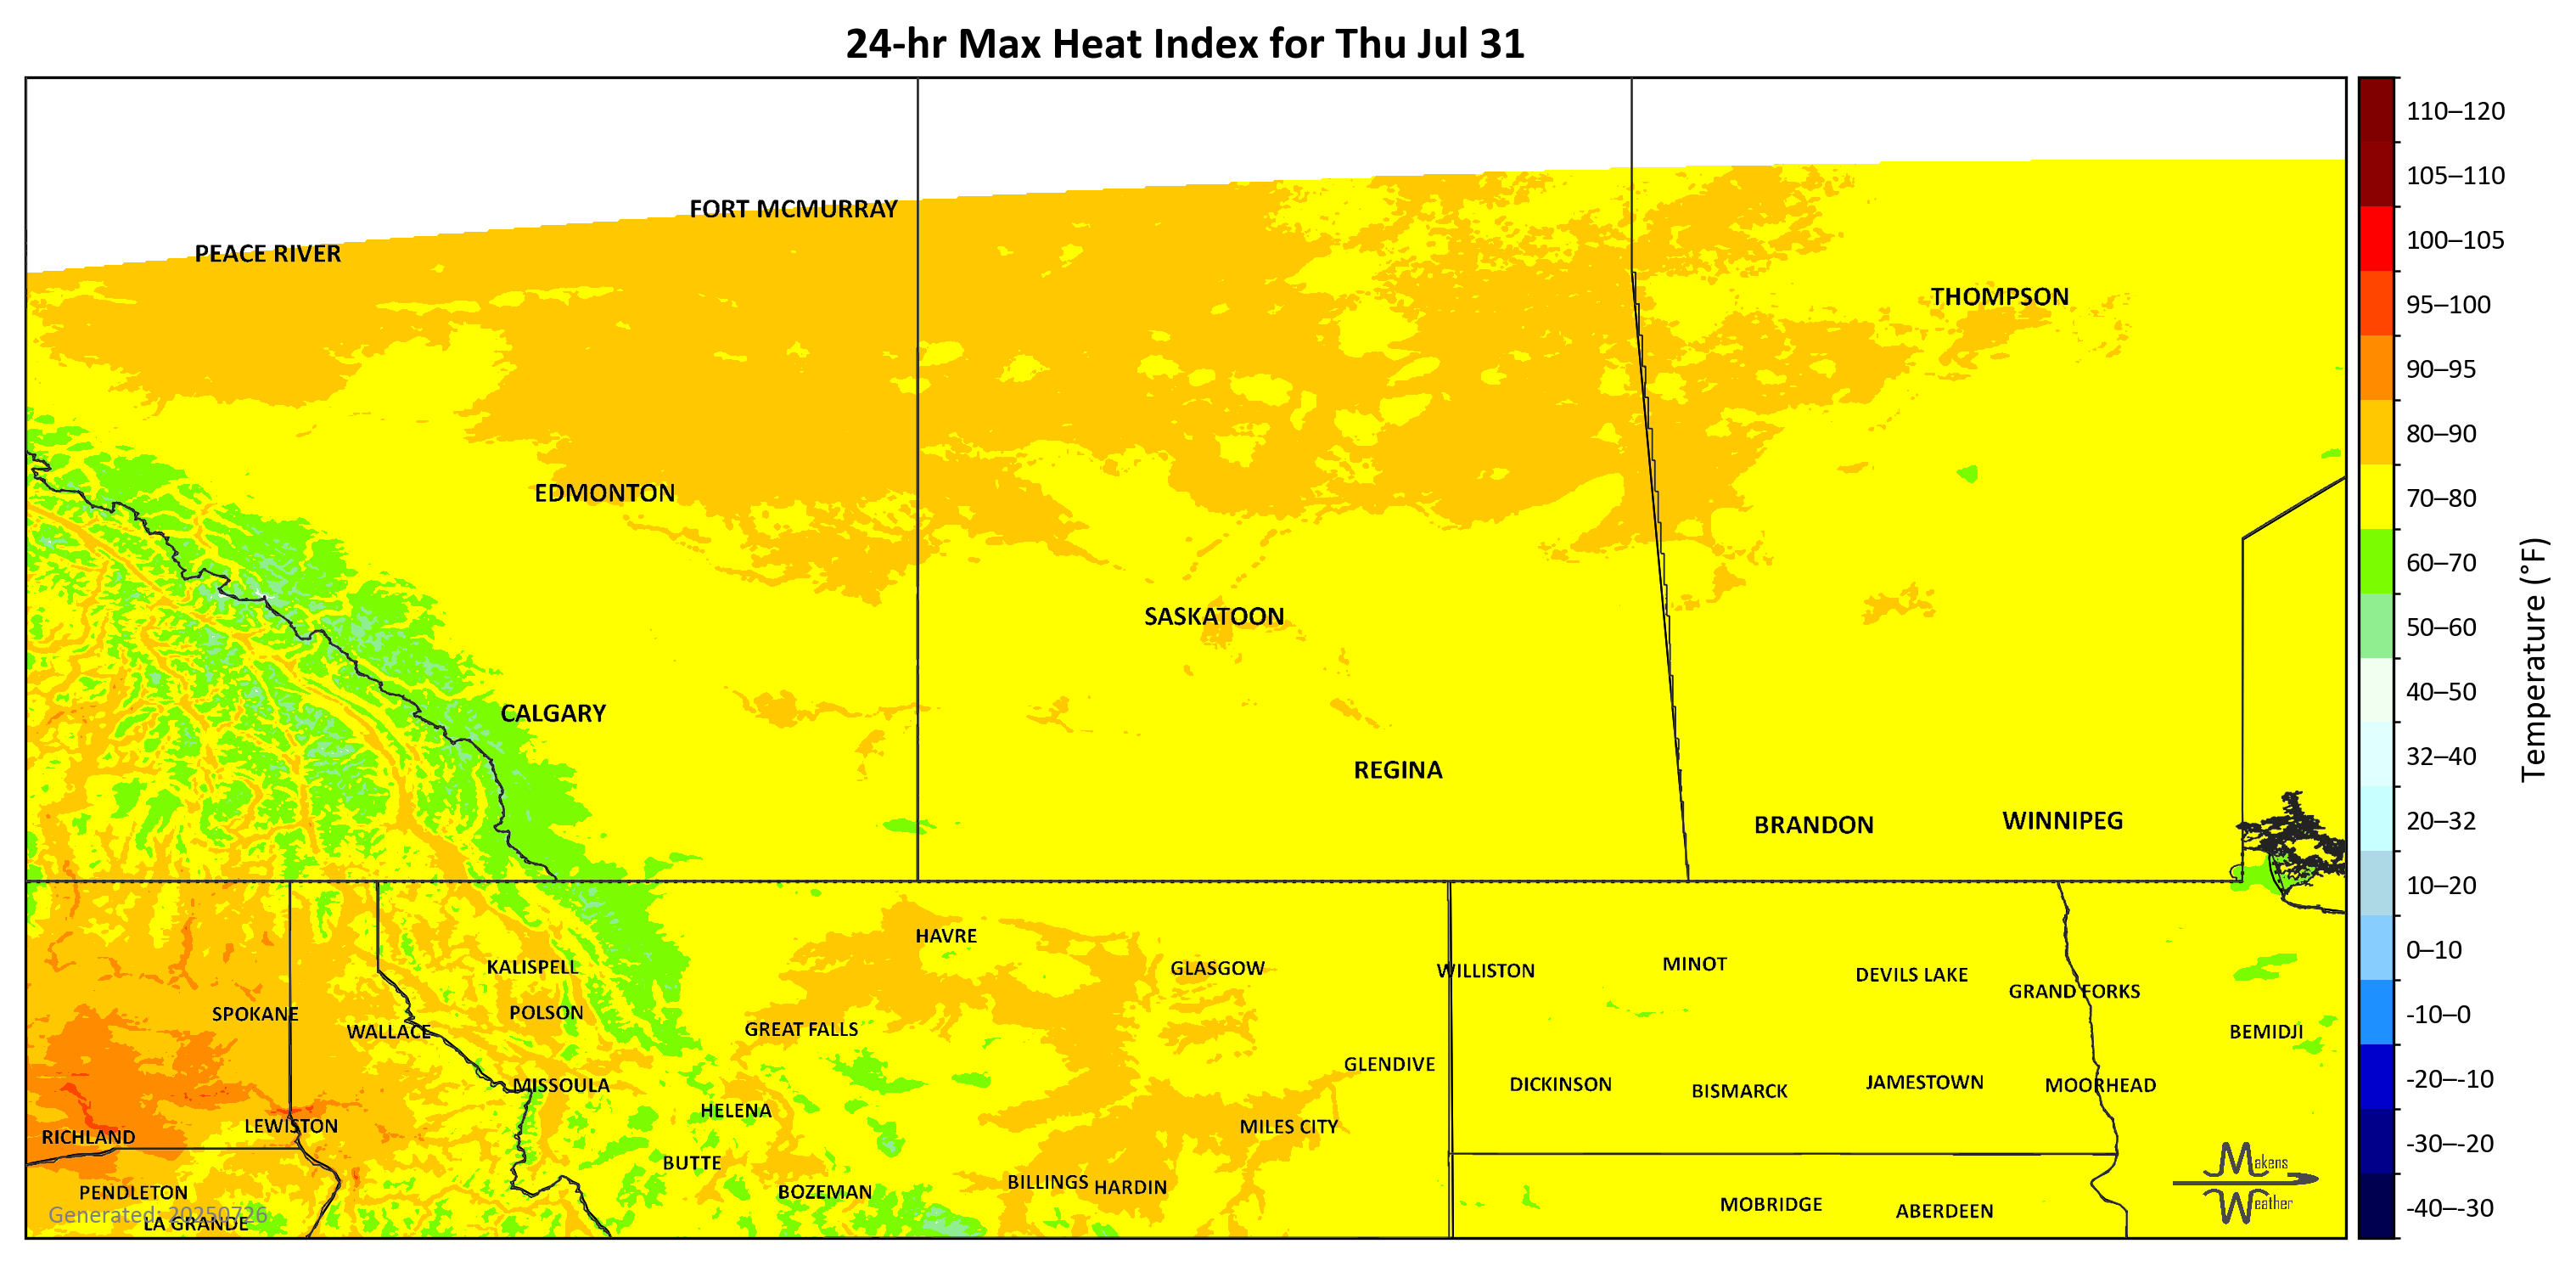 24-hr Max Heat Index for Thu Jul 31
FORT MCMURRAY
PEACE RIVER
THOMPSON
EDMONTON
SASKATOON
CALGARY
REGINA
BRANDON
WINNIPEG
HAVRE
KALISPELL
GLASGOW
WILLISTON
MINOT
DEVILS LAKE
GRAND FORKS
SPOKANE
POLSON
WALLACE
GREAT FALLS
BEMIDJI
GLENDIVE
MISSOULA
DICKINSON
BISMARCK
JAMESTOWN
MOORHEAD
HELENA
LEWISTON
MILES CITY
RICHLAND
BUTTE
BILLINGS
HARDIN
PENDLETON
BOZEMAN
MOBRIDGE
ABERDEEN
Generated: 20250726
LA GRANDE
Makens
Weather
110–120
105–110
100–105
95–100
90–95
80–90
70–80
60–70
50–60
40–50
32–40
20–32
10–20
0–10
-10–0
-20–-10
-30–-20
-40–-30
Temperature (°F)